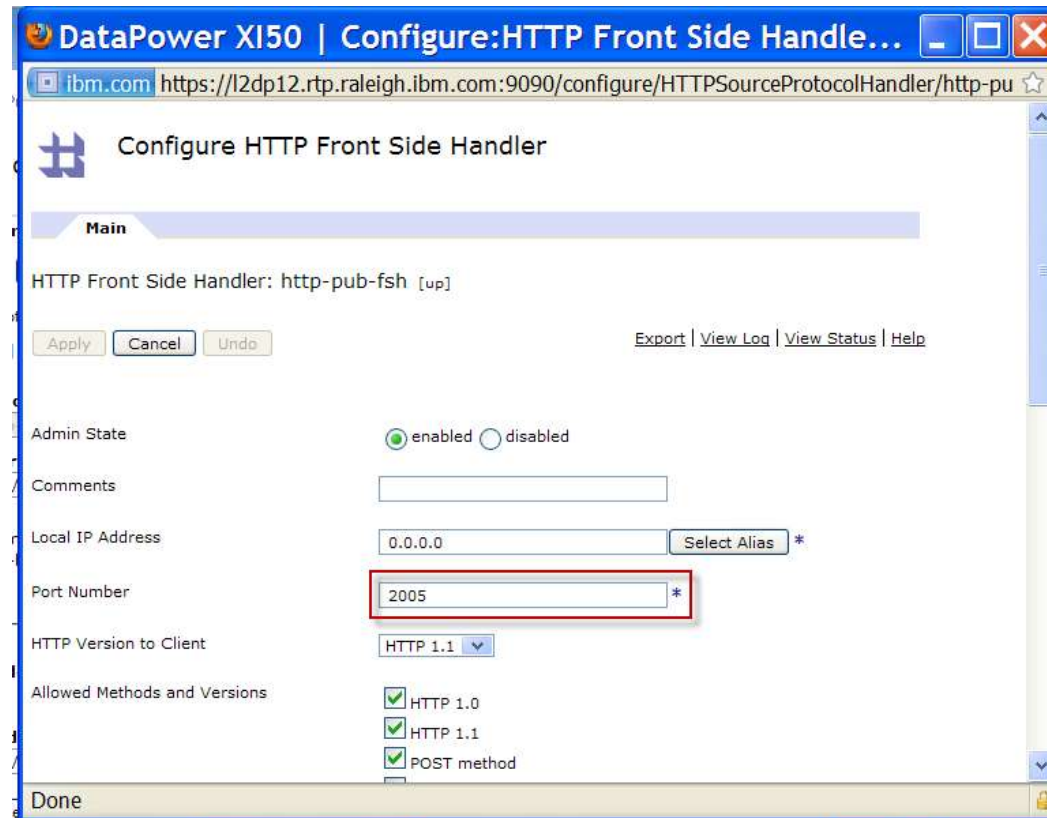 DataPower XI50 | Configure:HTTP Front Side Handle...
ibm.com https://l2dp12.rtp.raleigh.ibm.com:9090/configure/HTTPSourceProtocolHandler/http-pu
Configure HTTP Front Side Handler
Main
HTTP Front Side Handler: http-pub-fsh [up]
Apply Cancel Undo Export | View Log | View Status | Help
Admin State enabled disabled
Comments
Local IP Address 0.0.0.0 Select Alias *
Port Number 2005 *
HTTP Version to Client HTTP 1.1
Allowed Methods and Versions HTTP 1.0
HTTP 1.1
POST method
Done